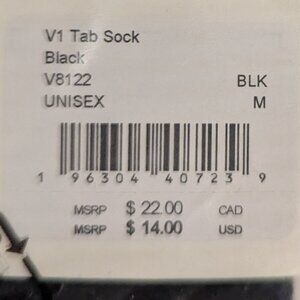 V1 Tab Sock
Black
V8122 BLK
UNISEX M
1 96304 40723 9
MSRP $ 22.00 CAD
MSRP $ 14.00 USD